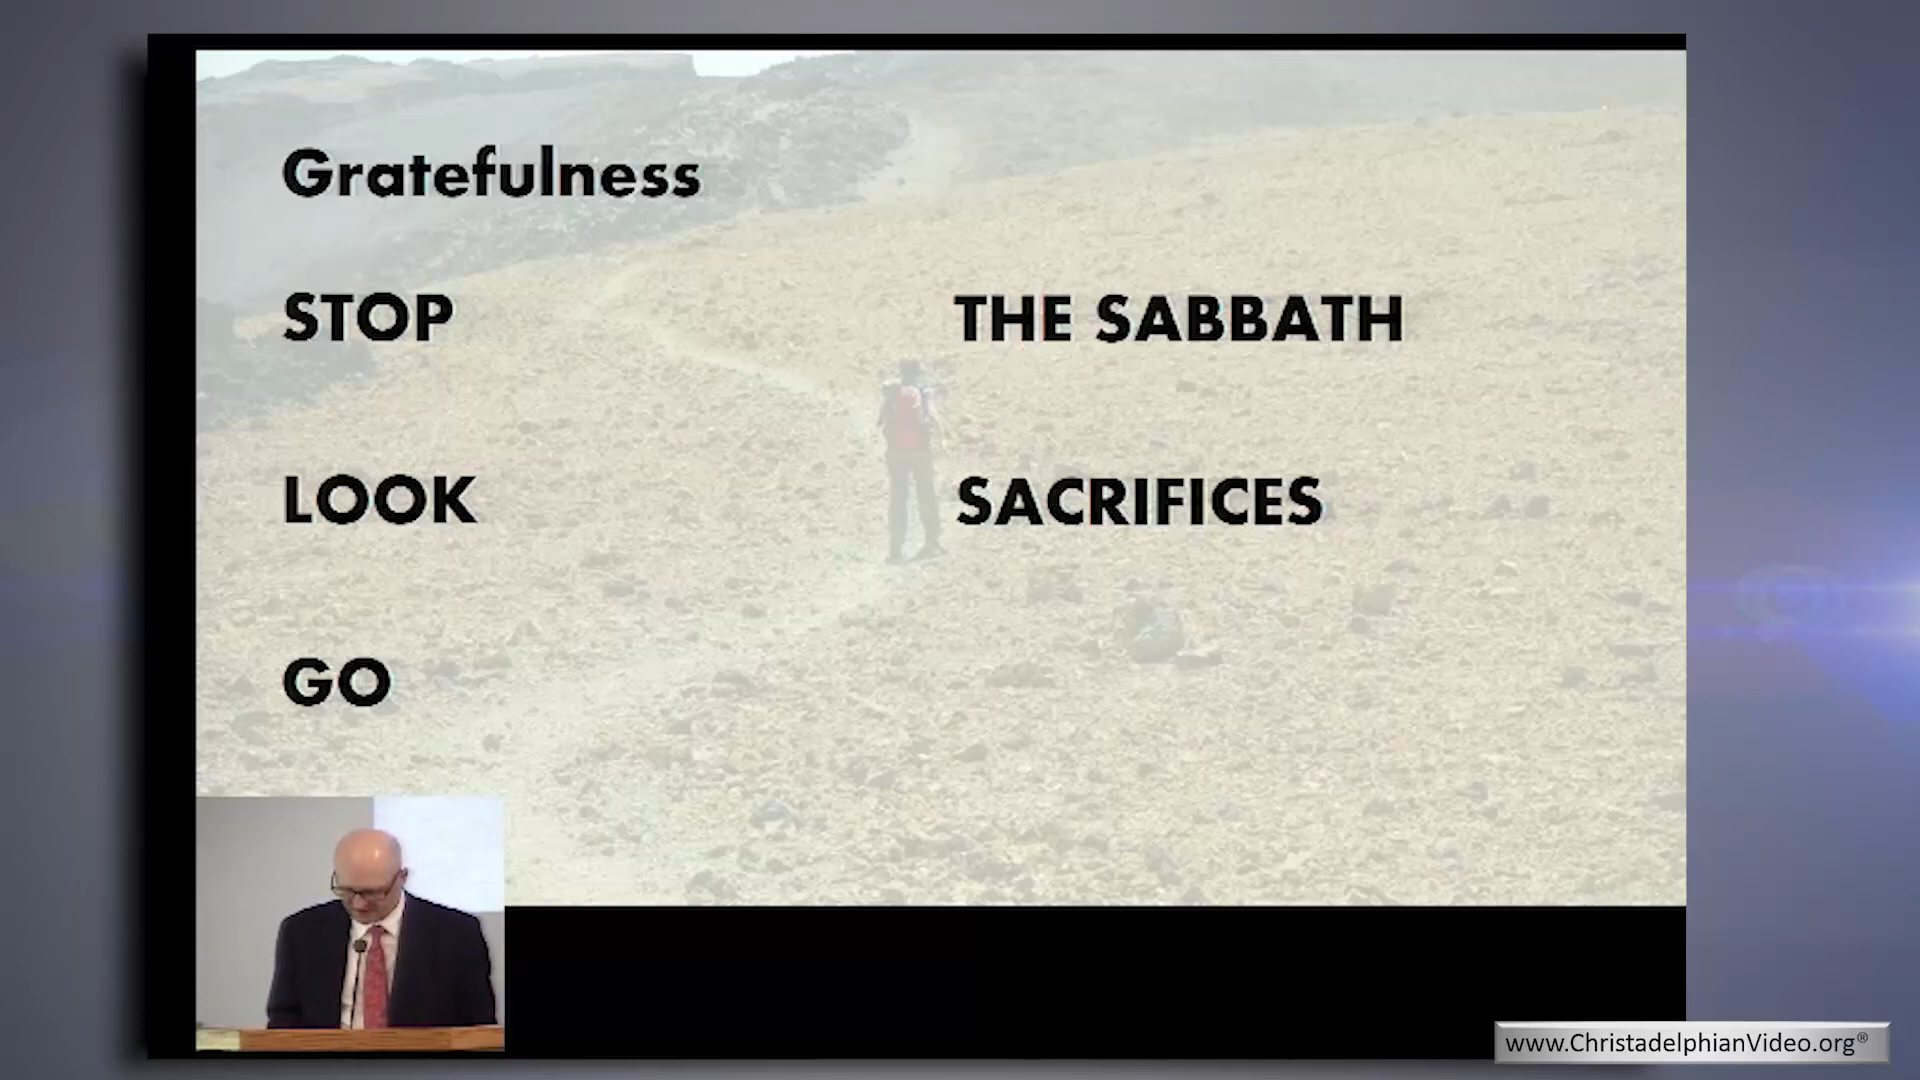 Gratefulness
STOP THE SABBATH
LOOK SACRIFICES
GO
www.ChristadelphianVideo.org®